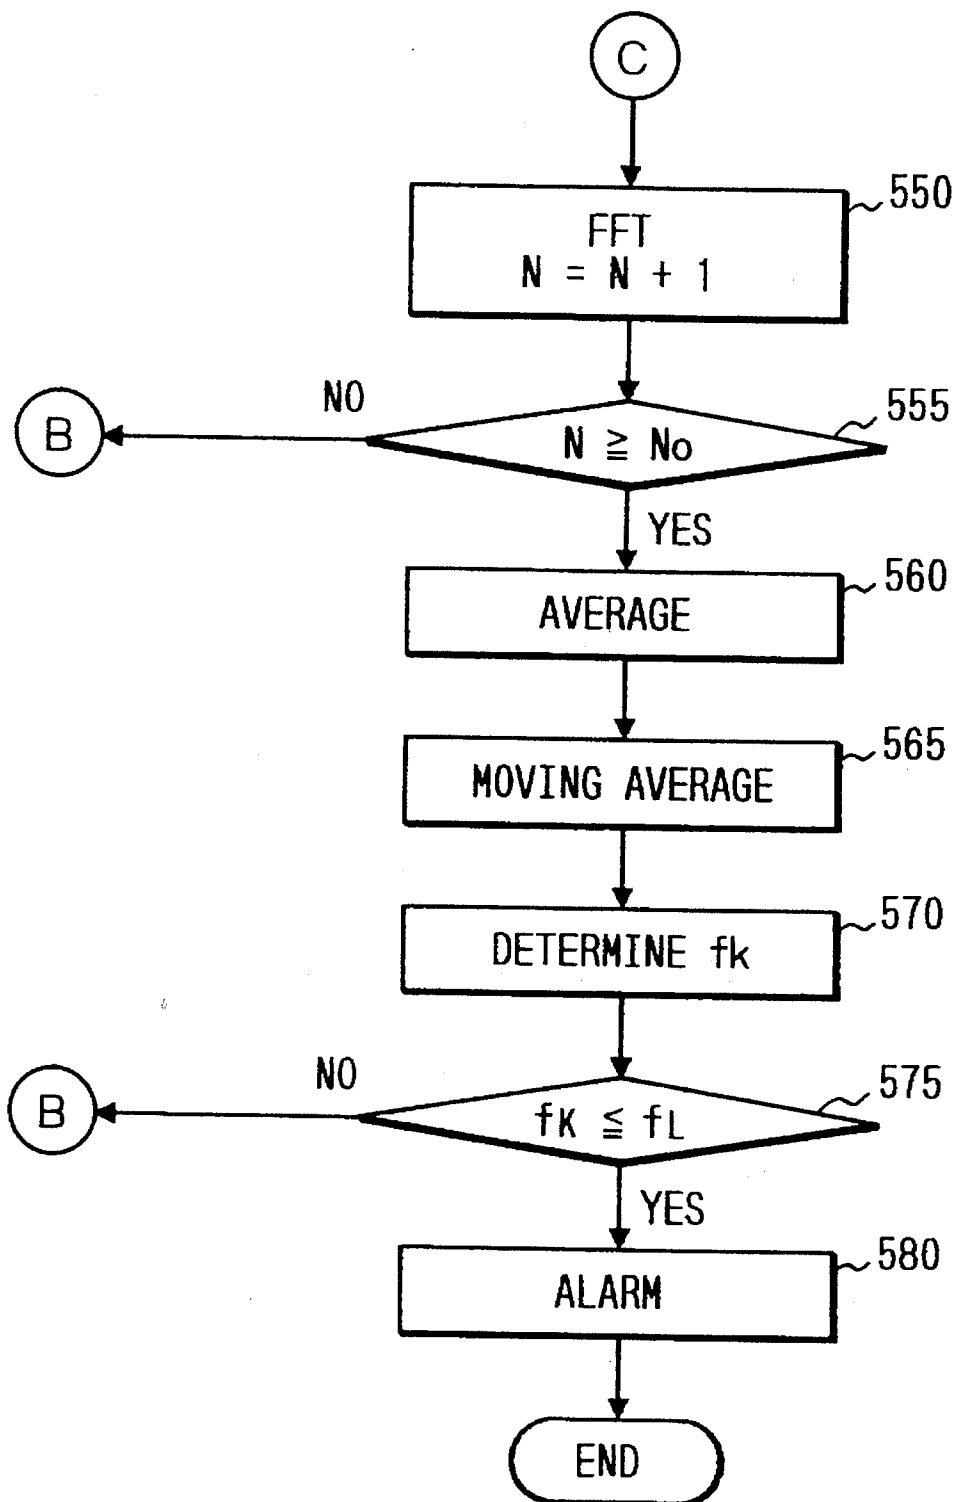 C
550
FFT
N = N + 1
555
NO
B
N ≧ No
YES
560
AVERAGE
565
MOVING AVERAGE
570
DETERMINE fk
575
NO
B
fK ≦ fL
YES
580
ALARM
END